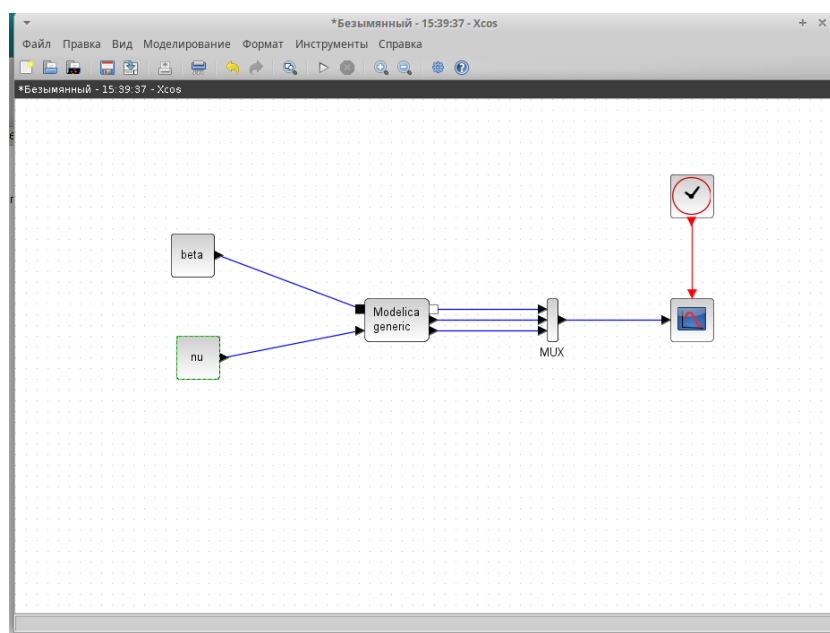 *Безымянный - 15:39:37 - Xcos
Файл Правка Вид Моделирование Формат Инструменты Справка
*Безымянный - 15:39:37 - Xcos
beta
Modelica
generic
nu
MUX